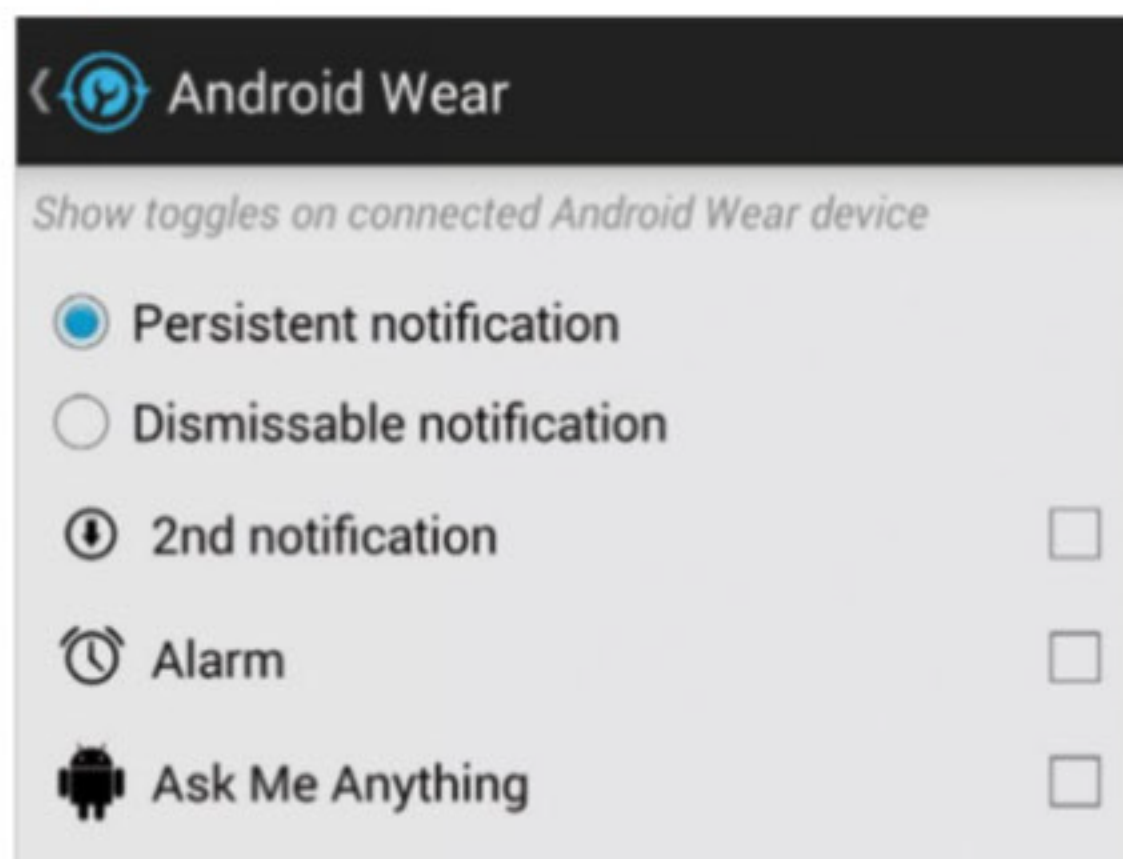 Android Wear
Show toggles on connected Android Wear device
Persistent notification
Dismissable notification
2nd notification
Alarm
Ask Me Anything